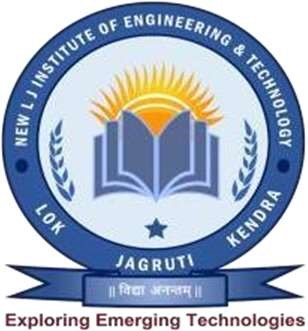 NEW L J INSTITUTE OF ENGINEERING & TECHNOLOGY
LOK JAGRUTI KENDRA
॥ विद्या अनन्तम् ॥
Exploring Emerging Technologies